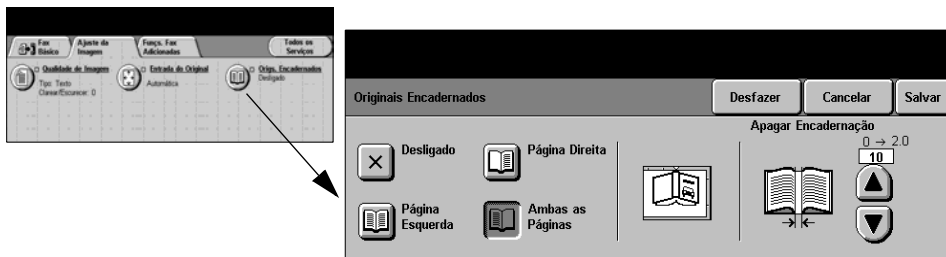 Fax
Básico
Ajuste da
Imagem
Funçs. Fax
Adicionadas
Todos os
Serviços
Qualidade de Imagem
Tipo: Texto
Clarear/Escurecer: 0
Entrada do Original
Automática
Origs. Encadernados
Desligado
Originais Encadernados
Desfazer
Cancelar
Salvar
Desligado
Página Direita
Página
Esquerda
Ambas as
Páginas
Apagar Encadernação
0 → 2.0
10